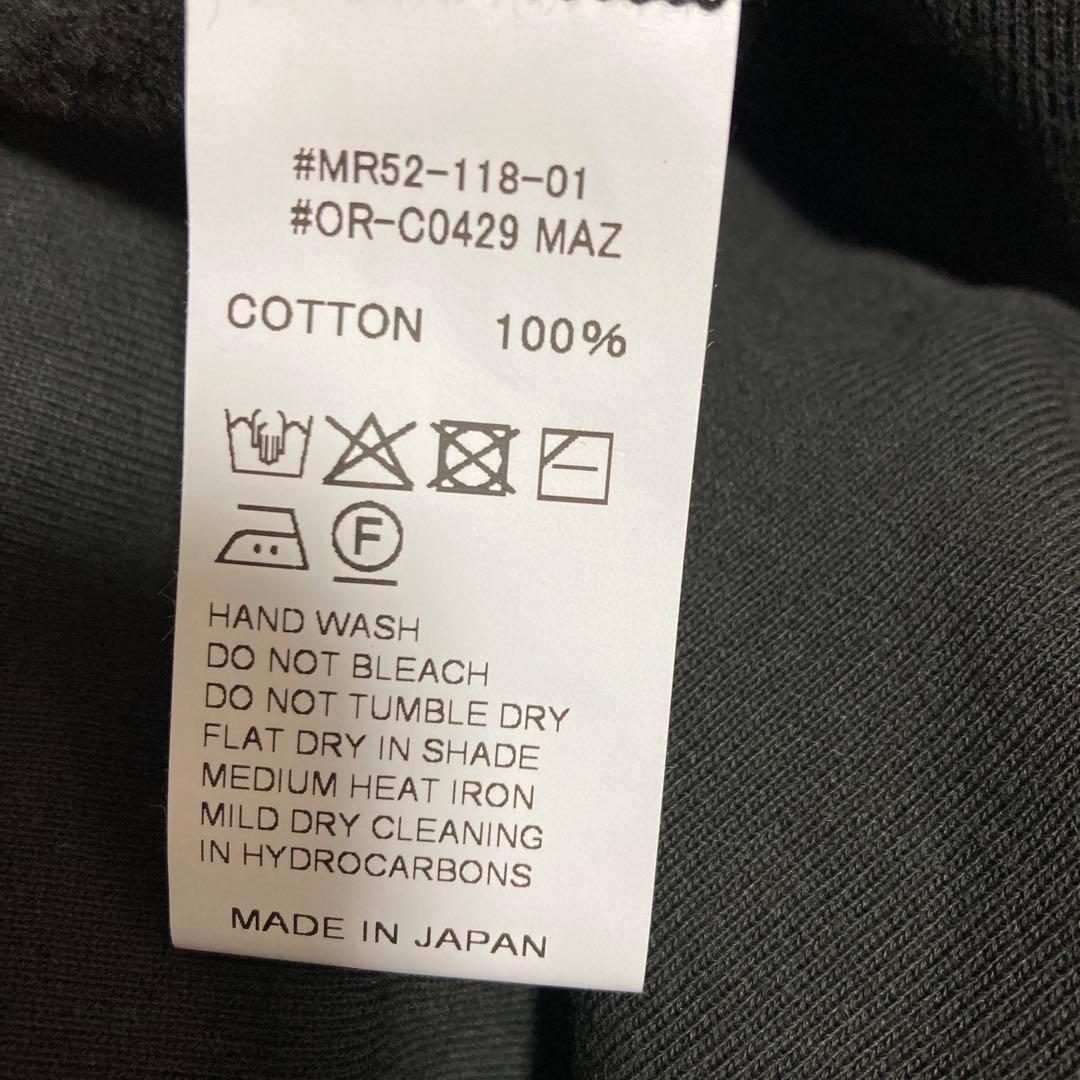 #MR52-118-01
#OR-C0429 MAZ
COTTON 100%
F
HAND WASH
DO NOT BLEACH
DO NOT TUMBLE DRY
FLAT DRY IN SHADE
MEDIUM HEAT IRON
MILD DRY CLEANING
IN HYDROCARBONS
MADE IN JAPAN